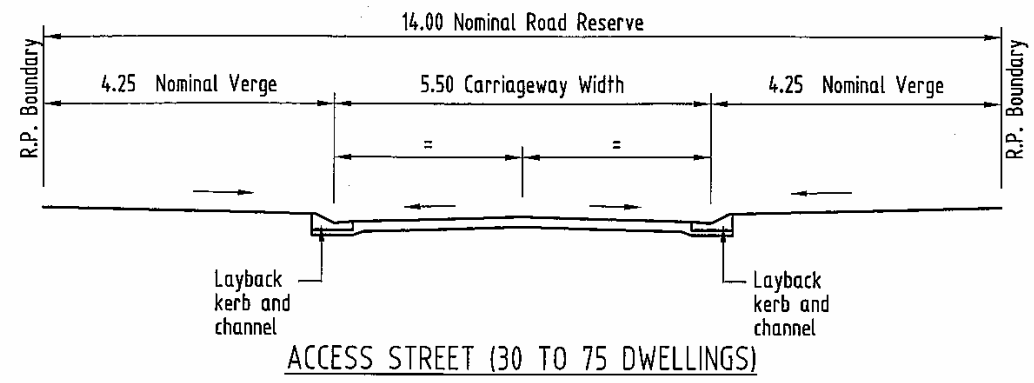 14.00 Nominal Road Reserve
R.P. Boundary
4.25 Nominal Verge
5.50 Carriageway Width
4.25 Nominal Verge
R.P. Boundary
=
=
Layback
kerb and
channel
Layback
kerb and
channel
ACCESS STREET (30 TO 75 DWELLINGS)